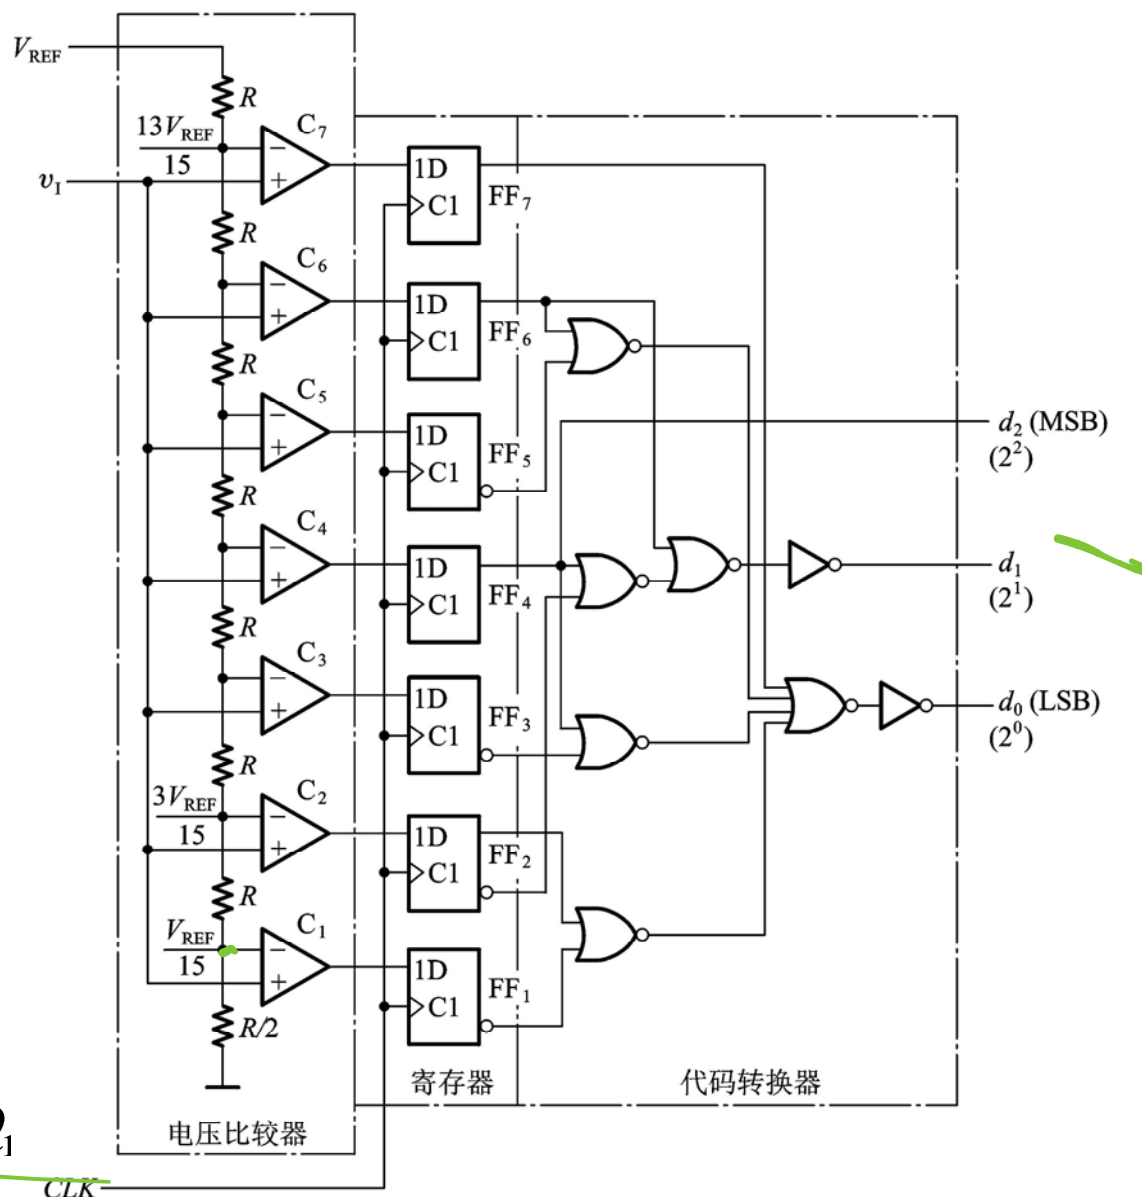 V_REF
R
13V_REF
15
C_7
−
+
v_I
1D
C1
FF_7
R
C_6
−
+
1D
C1
FF_6
R
C_5
−
+
1D
C1
FF_5
d_2 (MSB)
(2^2)
R
C_4
−
+
1D
C1
FF_4
d_1
(2^1)
R
C_3
−
+
1D
C1
FF_3
d_0 (LSB)
(2^0)
R
3V_REF
15
C_2
−
+
1D
C1
FF_2
R
V_REF
15
C_1
−
+
1D
C1
FF_1
R/2
寄存器
代码转换器
电压比较器
CLK